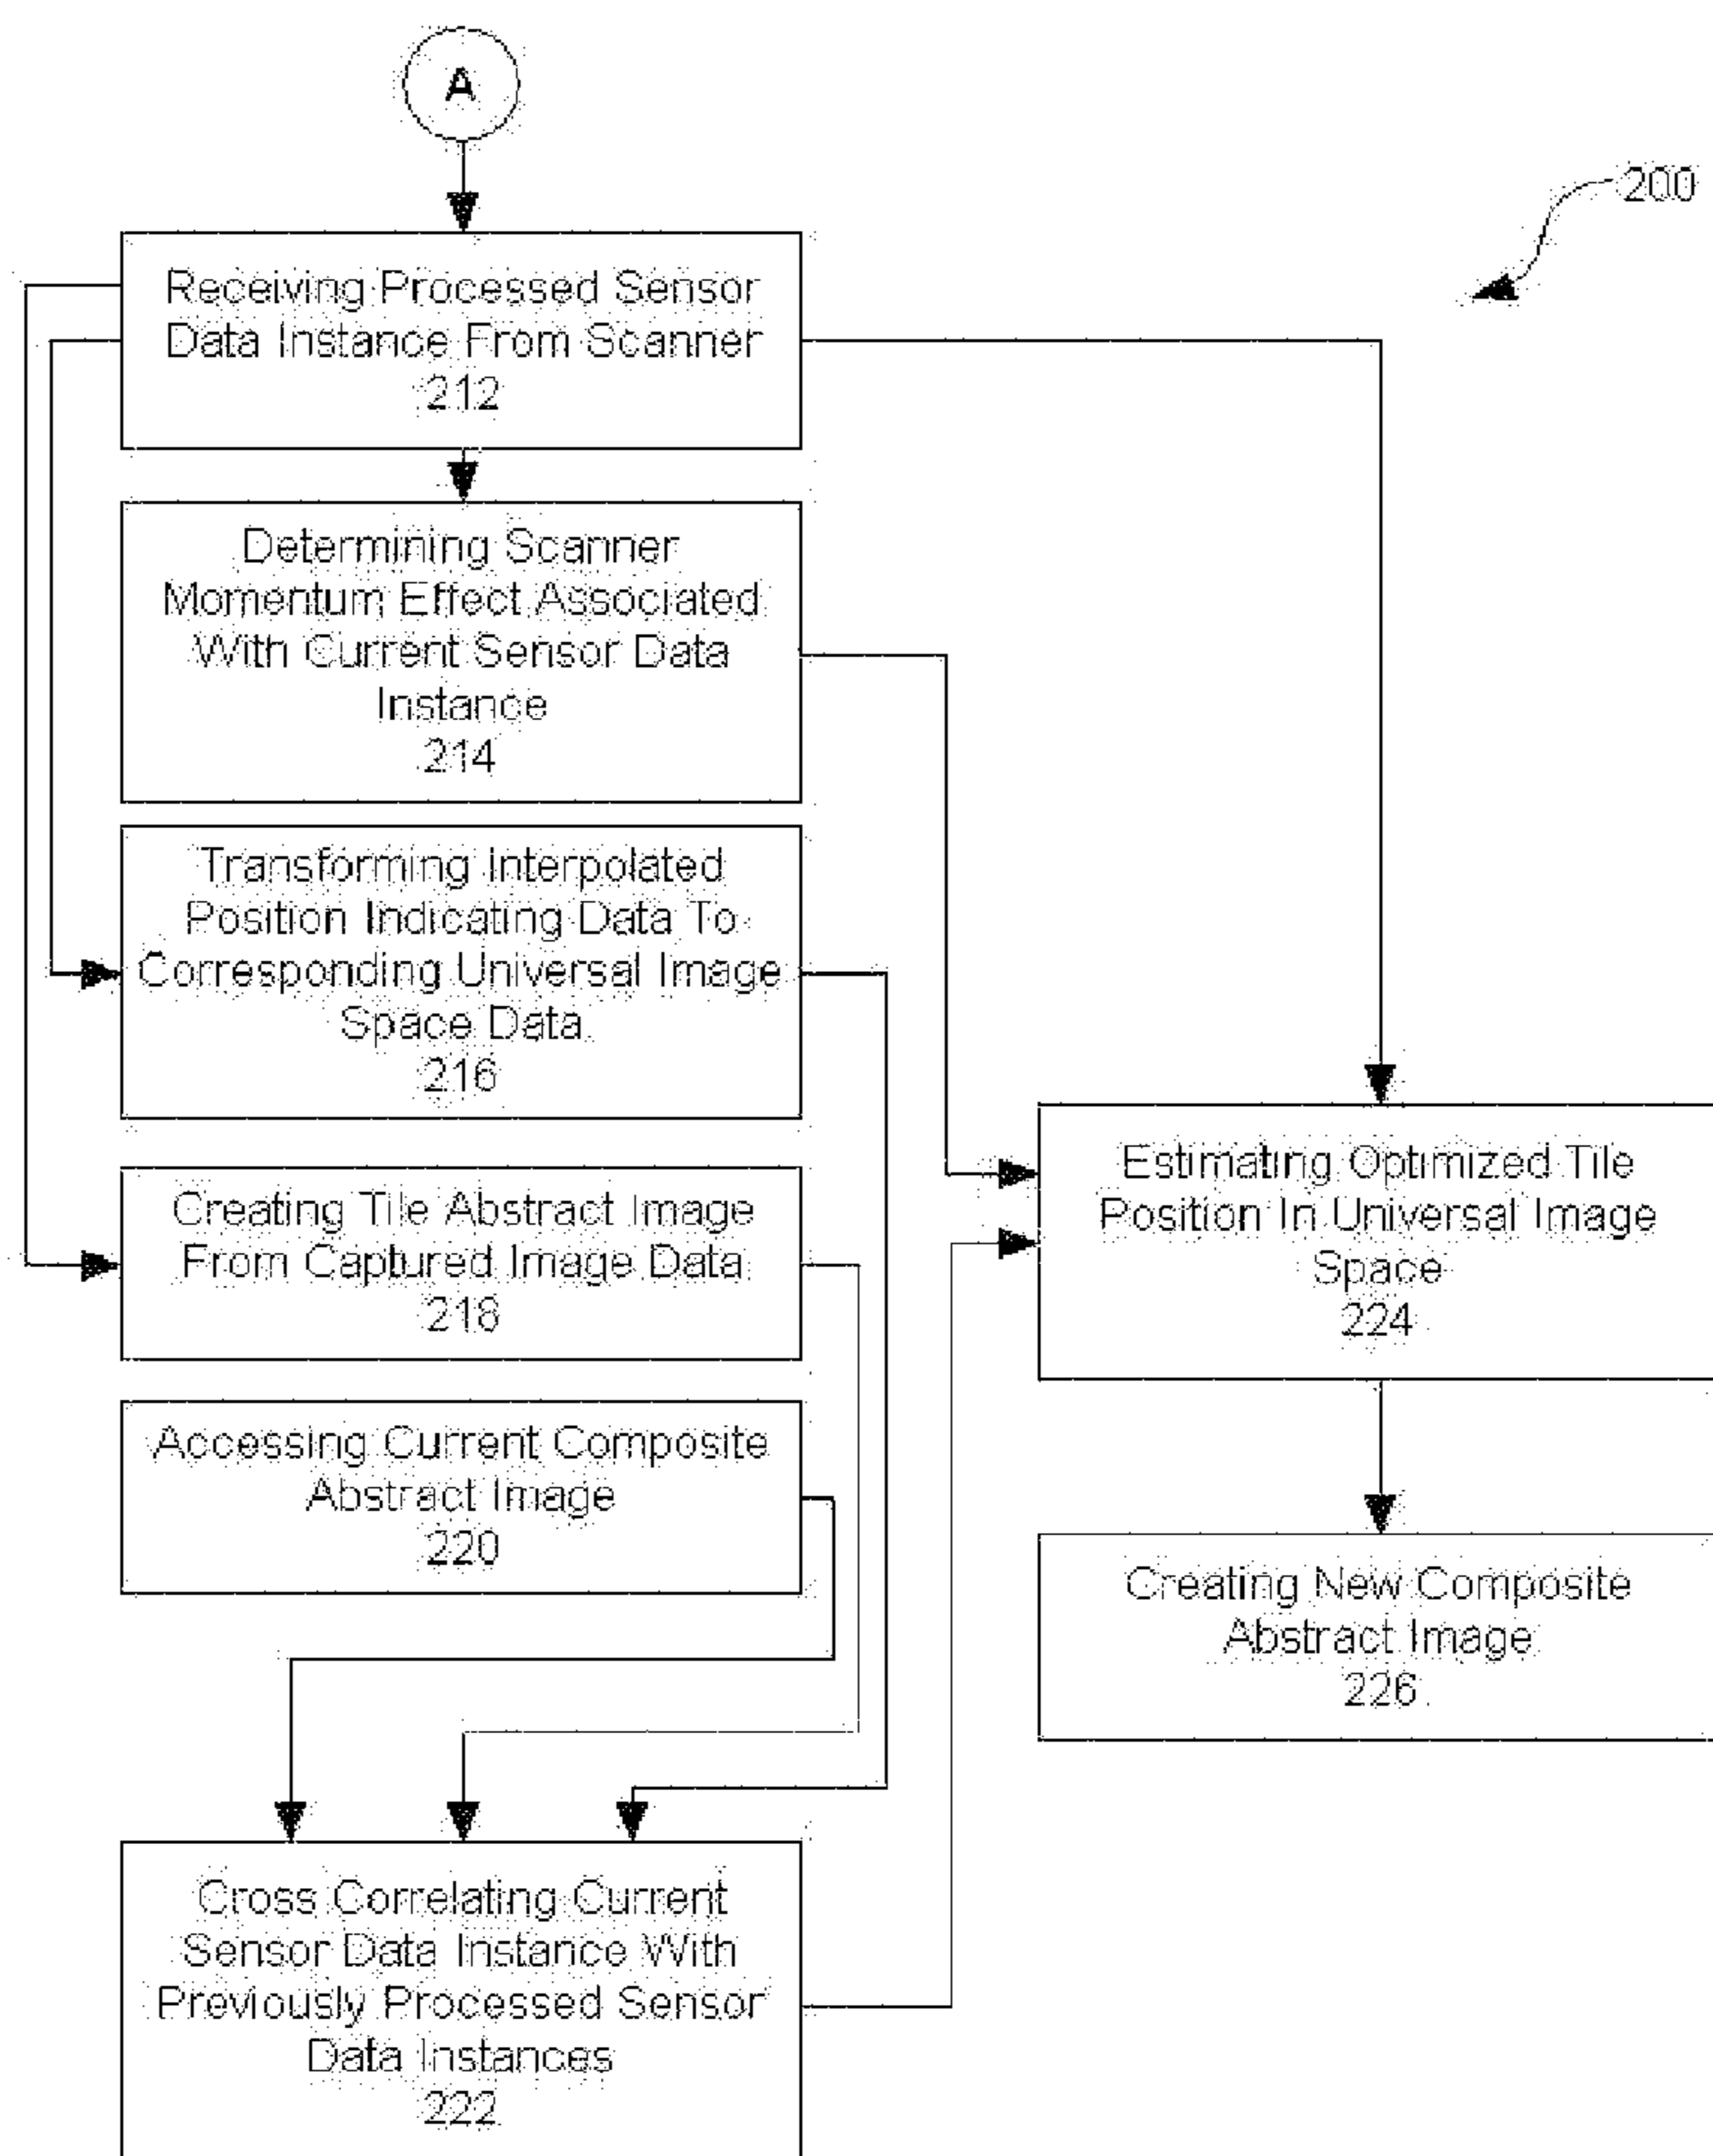 A
200
Receiving Processed Sensor
Data Instance From Scanner
212
Determining Scanner
Momentum Effect Associated
With Current Sensor Data
Instance
214
Transforming Interpolated
Position Indicating Data To
Corresponding Universal Image
Space Data
216
Creating Tile Abstract Image
From Captured Image Data
218
Accessing Current Composite
Abstract Image
220
Cross Correlating Current
Sensor Data Instance With
Previously Processed Sensor
Data Instances
222
Estimating Optimized Tile
Position In Universal Image
Space
224
Creating New Composite
Abstract Image
226